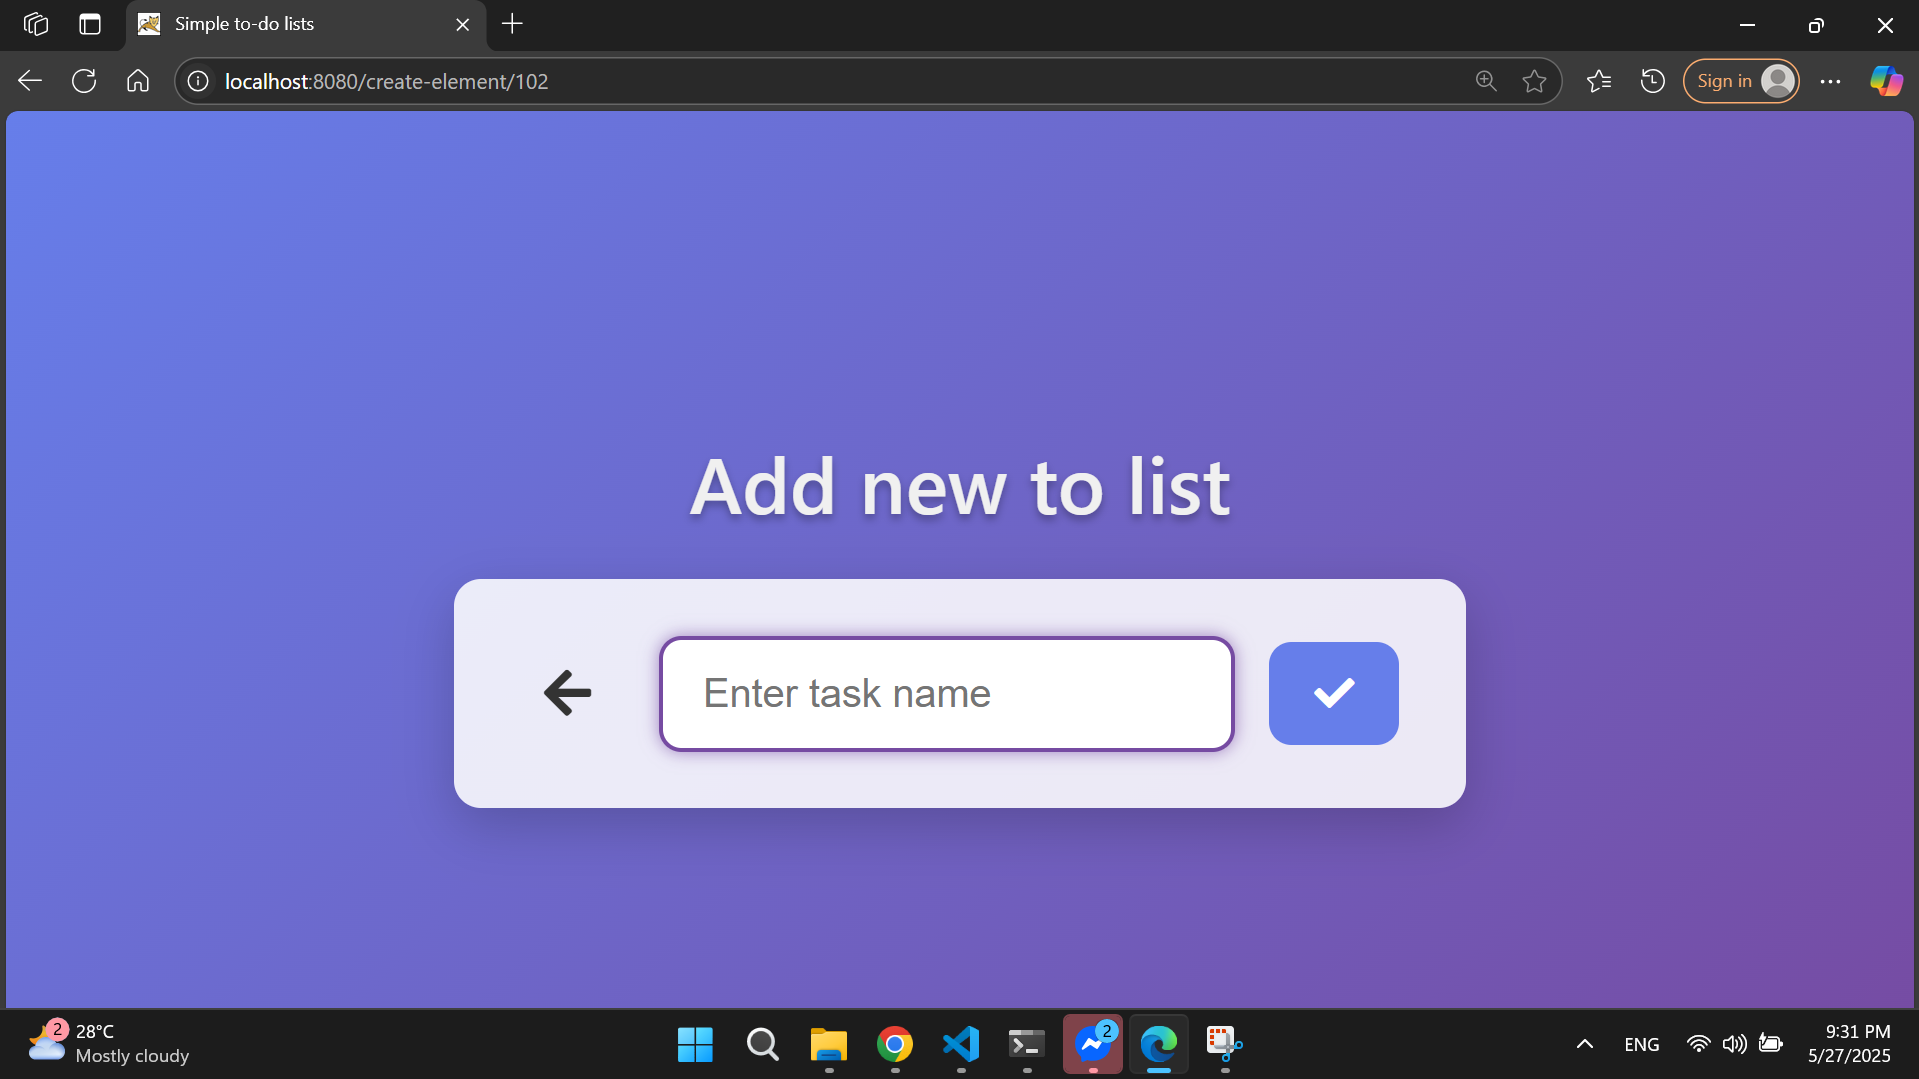 Simple to-do lists
localhost:8080/create-element/102
Sign in
Add new to list
Enter task name
2
28°C
Mostly cloudy
2
ENG
9:31 PM
5/27/2025